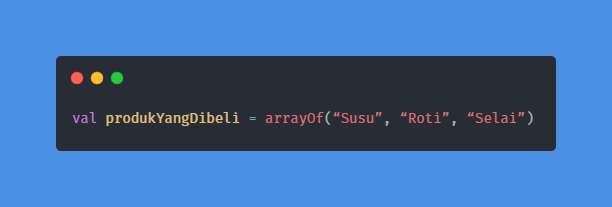 val produkYangDibeli = arrayOf(“Susu”, “Roti”, “Selai”)